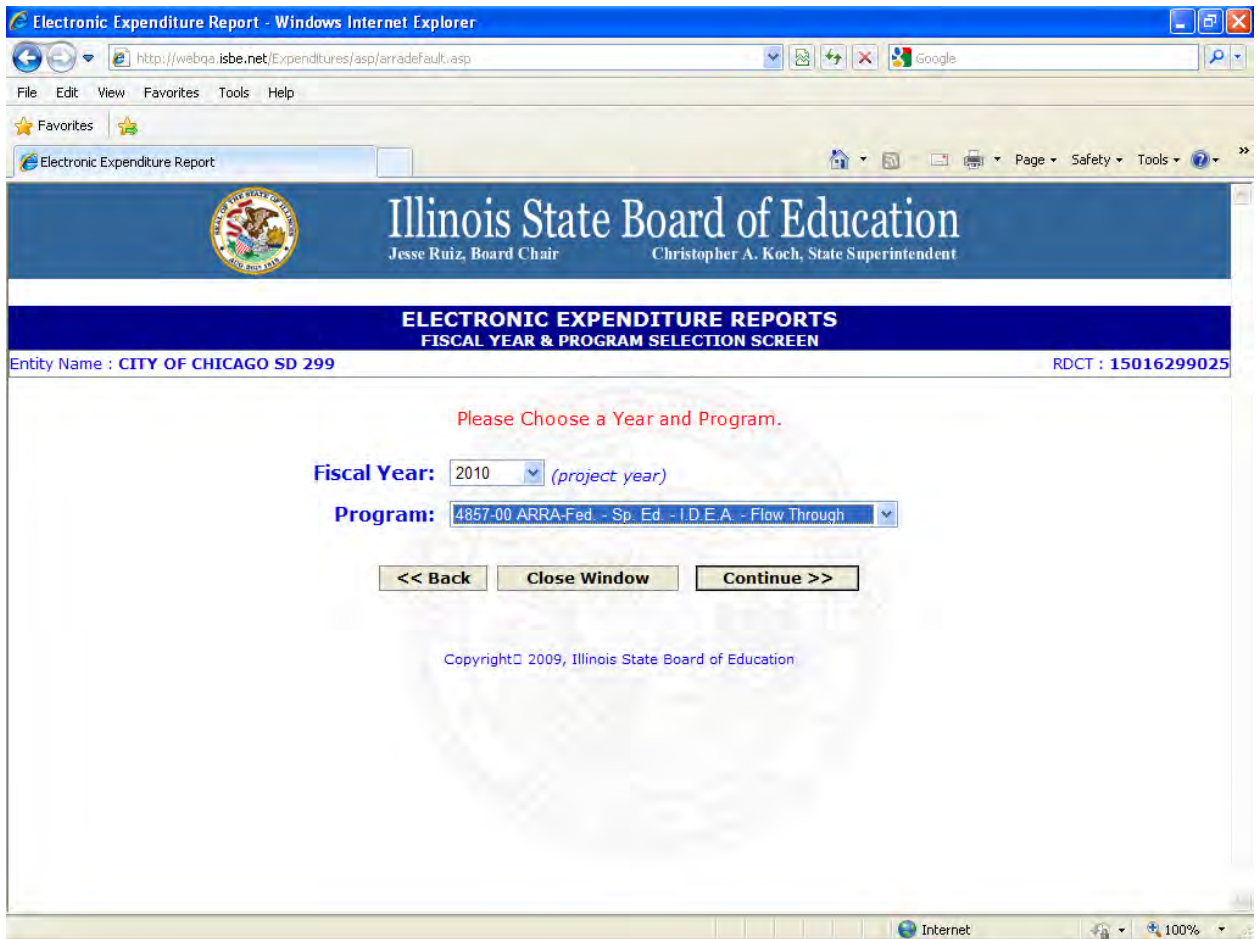 Electronic Expenditure Report - Windows Internet Explorer
http://webqa.isbe.net/Expenditures/asp/arradefault.asp
Google
File Edit View Favorites Tools Help
Favorites
Electronic Expenditure Report
Page Safety Tools
Illinois State Board of Education
Jesse Ruiz, Board Chair Christopher A. Koch, State Superintendent
ELECTRONIC EXPENDITURE REPORTS
FISCAL YEAR & PROGRAM SELECTION SCREEN
Entity Name : CITY OF CHICAGO SD 299 RDCT : 15016299025
Please Choose a Year and Program.
Fiscal Year: 2010 (project year)
Program: 4857-00 ARRA-Fed. - Sp. Ed. - I.D.E.A. - Flow Through
<< Back Close Window Continue >>
Copyright□ 2009, Illinois State Board of Education
Internet 100%